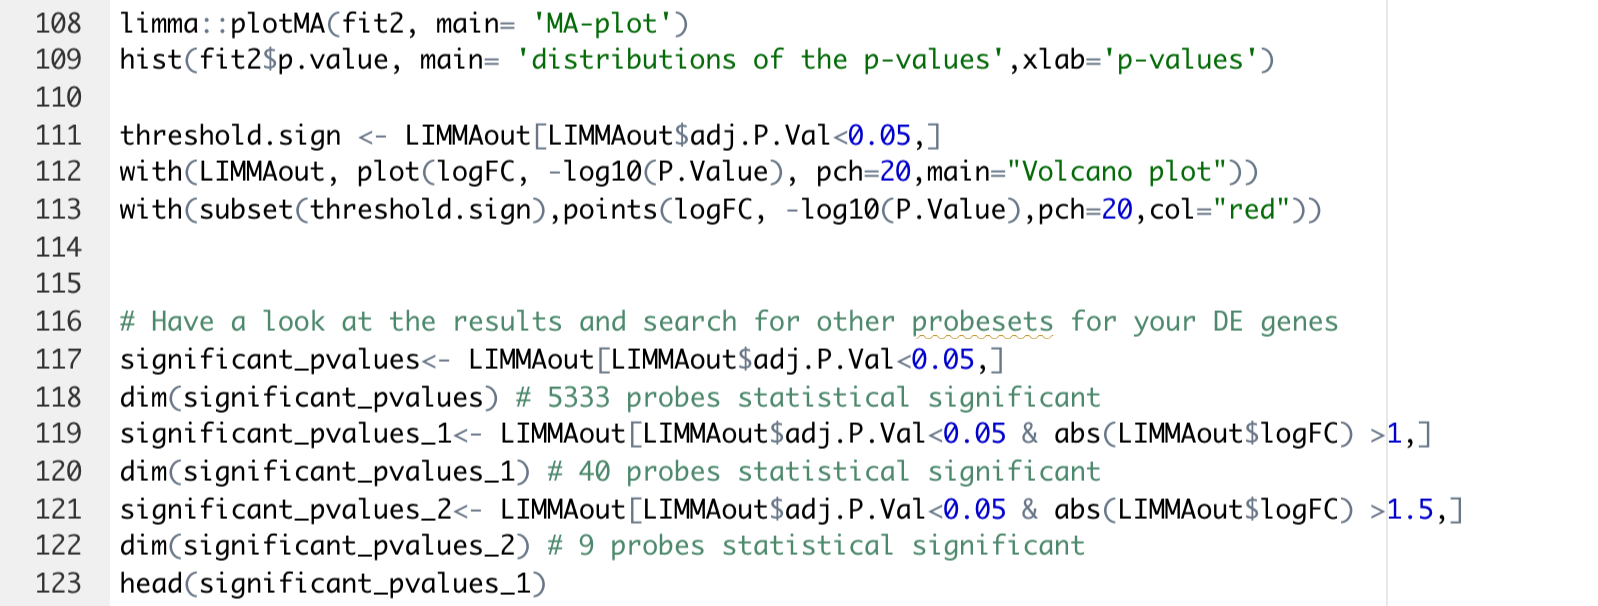 108 limma::plotMA(fit2, main= 'MA-plot')
109 hist(fit2$p.value, main= 'distributions of the p-values',xlab='p-values')
110
111 threshold.sign <- LIMMAout[LIMMAout$adj.P.Val<0.05,]
112 with(LIMMAout, plot(logFC, -log10(P.Value), pch=20,main="Volcano plot"))
113 with(subset(threshold.sign),points(logFC, -log10(P.Value),pch=20,col="red"))
114
115
116 # Have a look at the results and search for other probesets for your DE genes
117 significant_pvalues<- LIMMAout[LIMMAout$adj.P.Val<0.05,]
118 dim(significant_pvalues) # 5333 probes statistical significant
119 significant_pvalues_1<- LIMMAout[LIMMAout$adj.P.Val<0.05 & abs(LIMMAout$logFC) >1,]
120 dim(significant_pvalues_1) # 40 probes statistical significant
121 significant_pvalues_2<- LIMMAout[LIMMAout$adj.P.Val<0.05 & abs(LIMMAout$logFC) >1.5,]
122 dim(significant_pvalues_2) # 9 probes statistical significant
123 head(significant_pvalues_1)